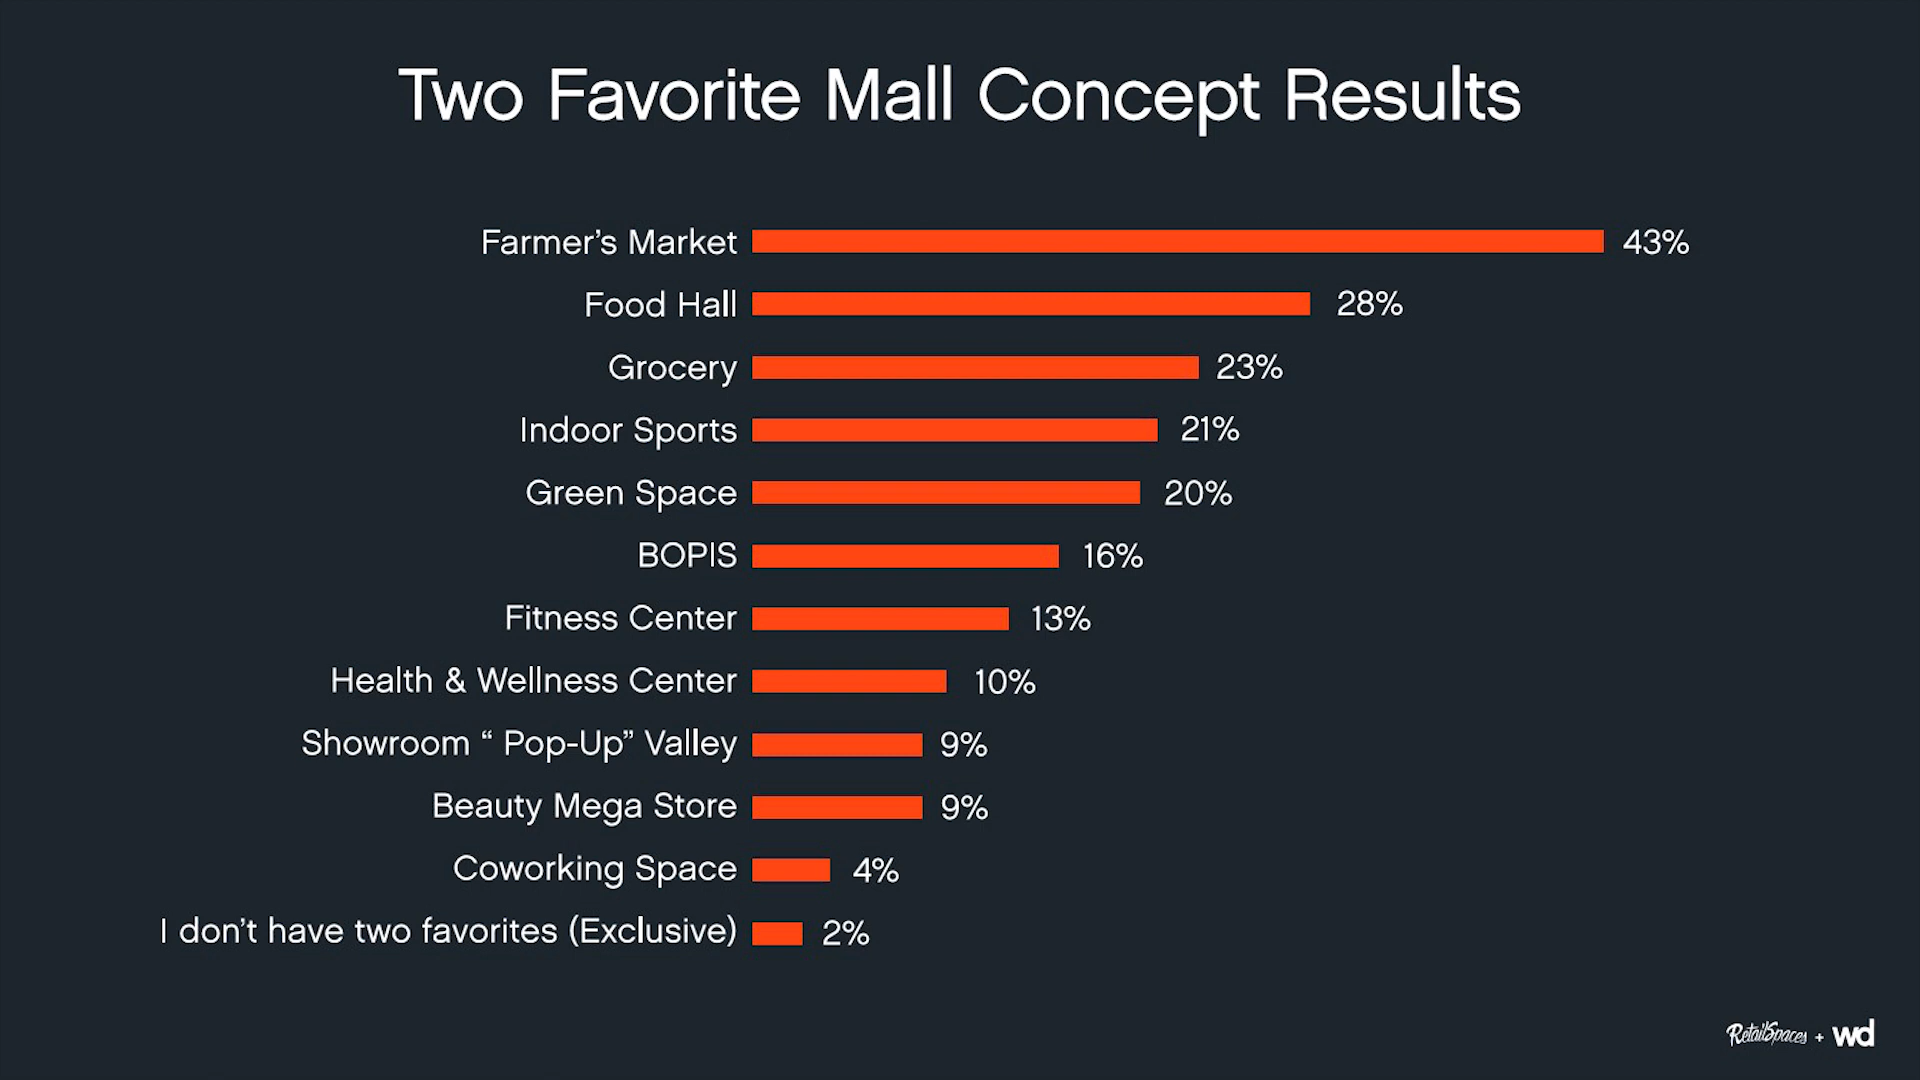 Two Favorite Mall Concept Results
Farmer’s Market 43%
Food Hall 28%
Grocery 23%
Indoor Sports 21%
Green Space 20%
BOPIS 16%
Fitness Center 13%
Health & Wellness Center 10%
Showroom “ Pop-Up” Valley 9%
Beauty Mega Store 9%
Coworking Space 4%
I don’t have two favorites (Exclusive) 2%
RetailSpaces + wd